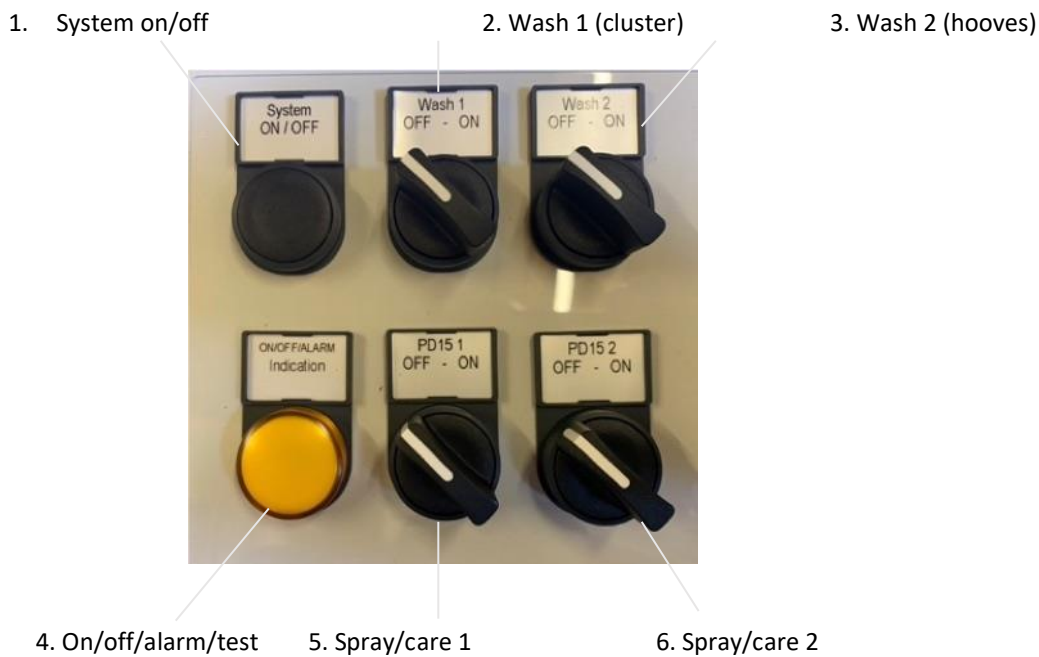 1. System on/off
2. Wash 1 (cluster)
3. Wash 2 (hooves)
System
ON / OFF
Wash 1
OFF - ON
Wash 2
OFF - ON
ON/OFF/ALARM
Indication
PD15 1
OFF - ON
PD15 2
OFF - ON
4. On/off/alarm/test
5. Spray/care 1
6. Spray/care 2